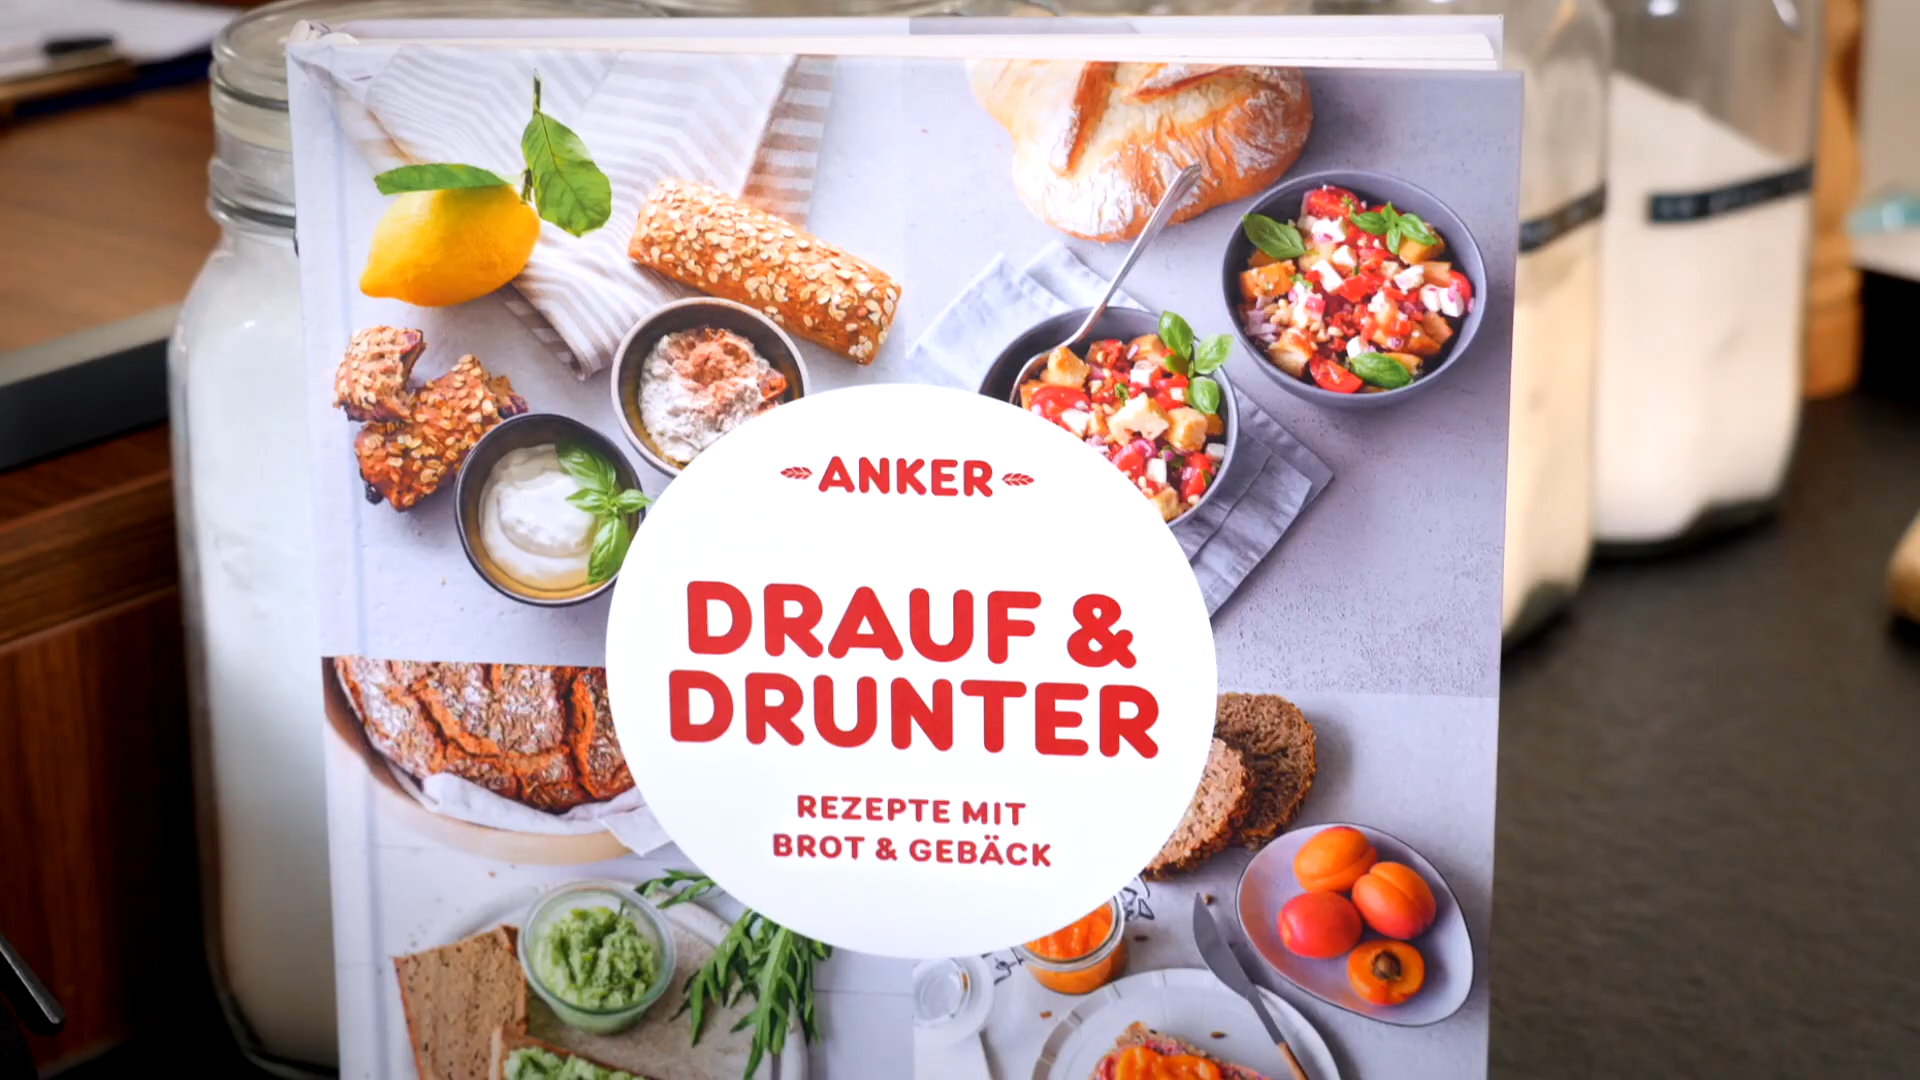 ANKER
DRAUF &
DRUNTER
REZEPTE MIT
BROT & GEBÄCK